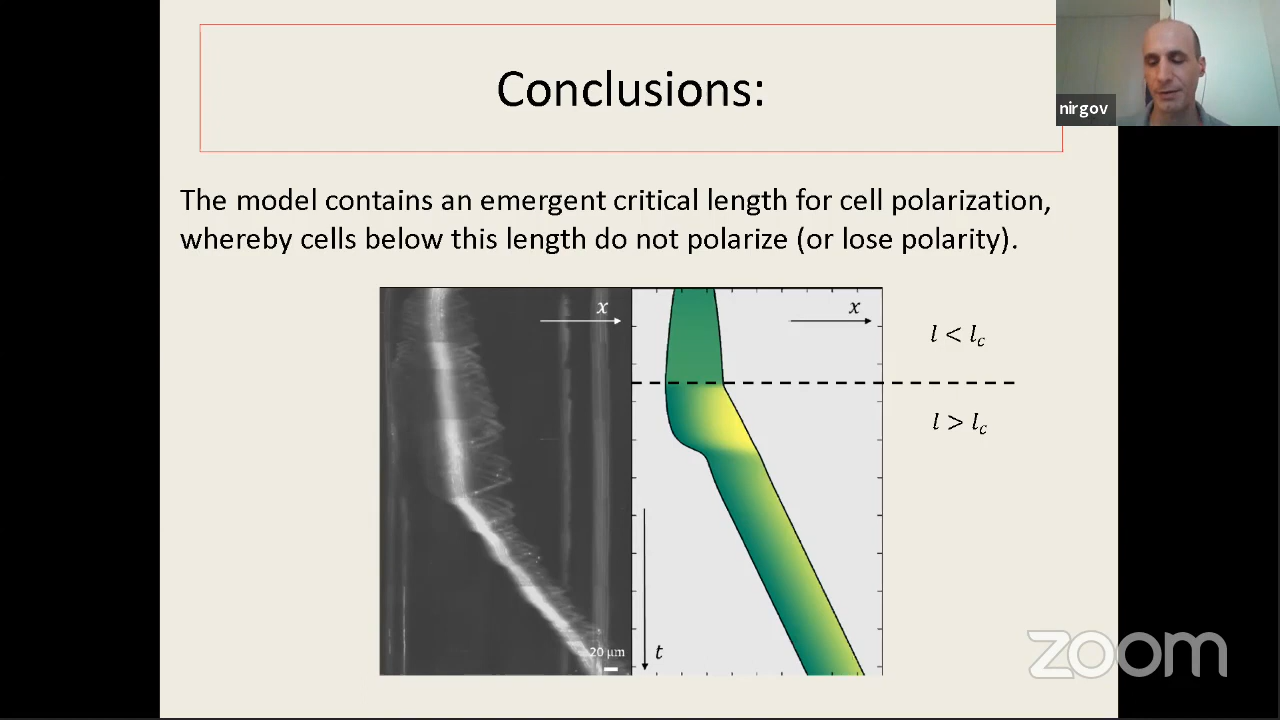 Conclusions:
nirgov
The model contains an emergent critical length for cell polarization,
whereby cells below this length do not polarize (or lose polarity).
x
x
l < l_c
l > l_c
20 μm
t
zoom